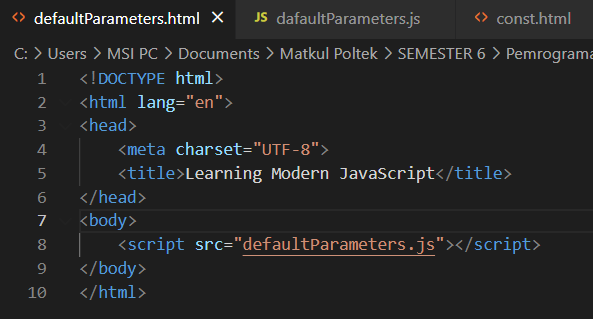 <> defaultParameters.html × JS dafaultParameters.js <> const.html
C: > Users > MSI PC > Documents > Matkul Poltek > SEMESTER 6 > Pemrograma
1 <!DOCTYPE html>
2 <html lang="en">
3 <head>
4 <meta charset="UTF-8">
5 <title>Learning Modern JavaScript</title>
6 </head>
7 <body>
8 <script src="defaultParameters.js"></script>
9 </body>
10 </html>